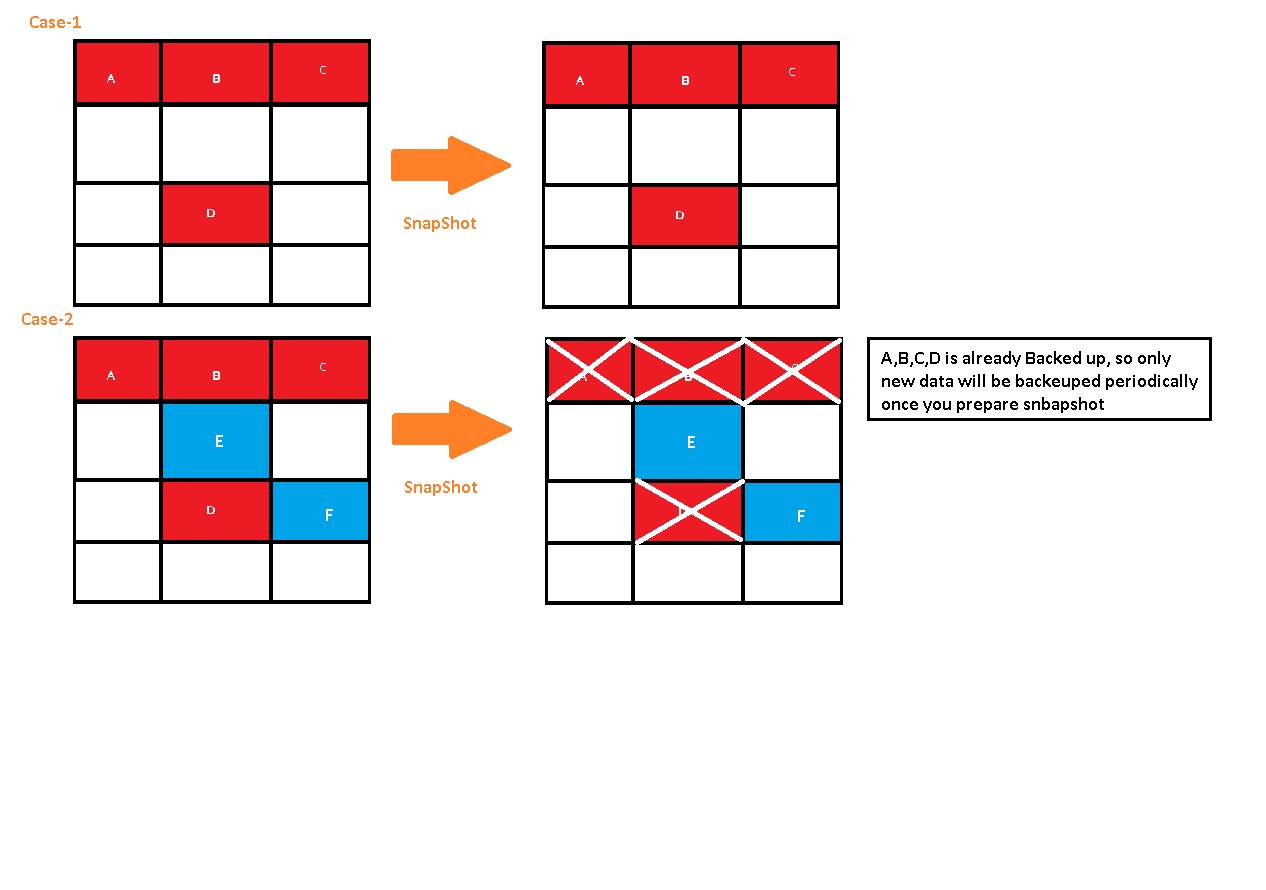 Case-1
A B C
A B C
D
D
SnapShot
Case-2
A B C
A B C
A,B,C,D is already Backed up, so only
new data will be backeuped periodically
once you prepare snbapshot
E
E
SnapShot
D F
D F